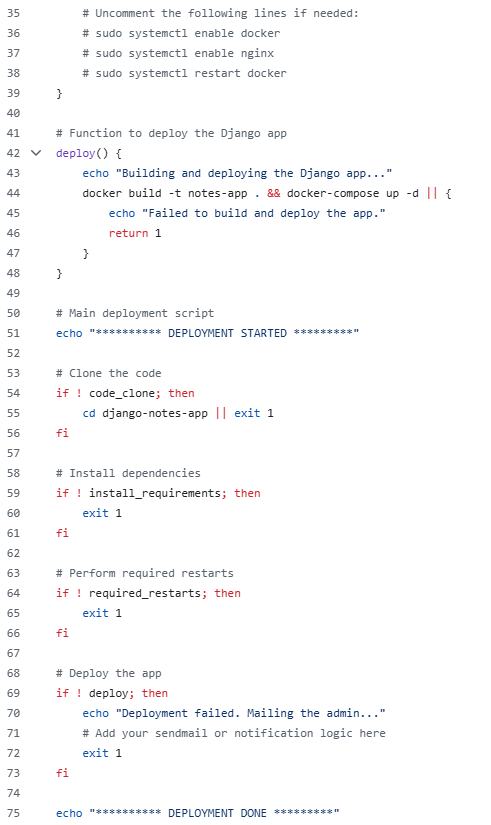 35 # Uncomment the following lines if needed:
36 # sudo systemctl enable docker
37 # sudo systemctl enable nginx
38 # sudo systemctl restart docker
39 }
40
41 # Function to deploy the Django app
42 deploy() {
43 echo "Building and deploying the Django app..."
44 docker build -t notes-app . && docker-compose up -d || {
45 echo "Failed to build and deploy the app."
46 return 1
47 }
48 }
49
50 # Main deployment script
51 echo "********** DEPLOYMENT STARTED *********"
52
53 # Clone the code
54 if ! code_clone; then
55 cd django-notes-app || exit 1
56 fi
57
58 # Install dependencies
59 if ! install_requirements; then
60 exit 1
61 fi
62
63 # Perform required restarts
64 if ! required_restarts; then
65 exit 1
66 fi
67
68 # Deploy the app
69 if ! deploy; then
70 echo "Deployment failed. Mailing the admin..."
71 # Add your sendmail or notification logic here
72 exit 1
73 fi
74
75 echo "********** DEPLOYMENT DONE *********"